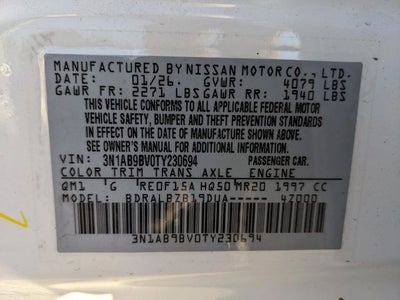 MANUFACTURED BY NISSAN MOTOR CO., LTD.
DATE: 01/26. GVWR: 4079 LBS
GAWR FR: 2271 LBS GAWR RR: 1940 LBS
THIS VEHICLE CONFORMS TO ALL APPLICABLE FEDERAL MOTOR
VEHICLE SAFETY, BUMPER AND THEFT PREVENTION STANDARDS
IN EFFECT ON THE DATE OF MANUFACTURE SHOWN ABOVE.
SEE OWNER'S MANUAL FOR ADDITIONAL INFORMATION.
VIN: 3N1AB9BV0TY230694 PASSENGER CAR.
COLOR TRIM TRANS AXLE ENGINE
QM1 G RE0F15A HQ50 MR20 1997 CC
MODEL: BDRALBZB19DUA----- 4Z000
3N1AB9BV0TY230694